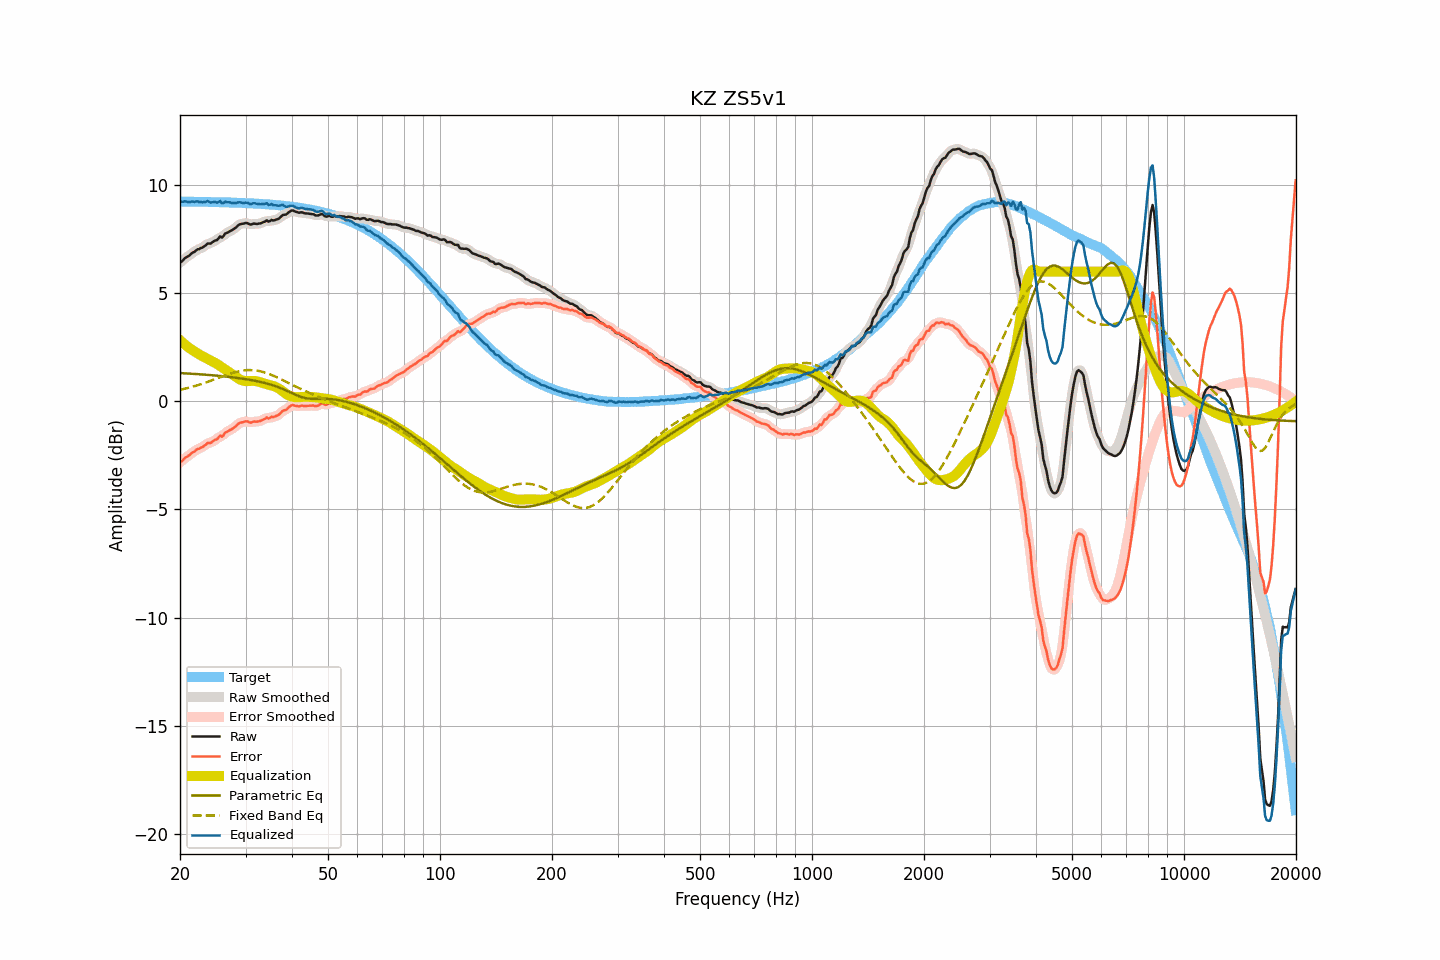 KZ ZS5v1
Amplitude (dBr)
10
5
0
−5
−10
−15
−20
Target
Raw Smoothed
Error Smoothed
Raw
Error
Equalization
Parametric Eq
Fixed Band Eq
Equalized
20 50 100 200 500 1000 2000 5000 10000 20000
Frequency (Hz)